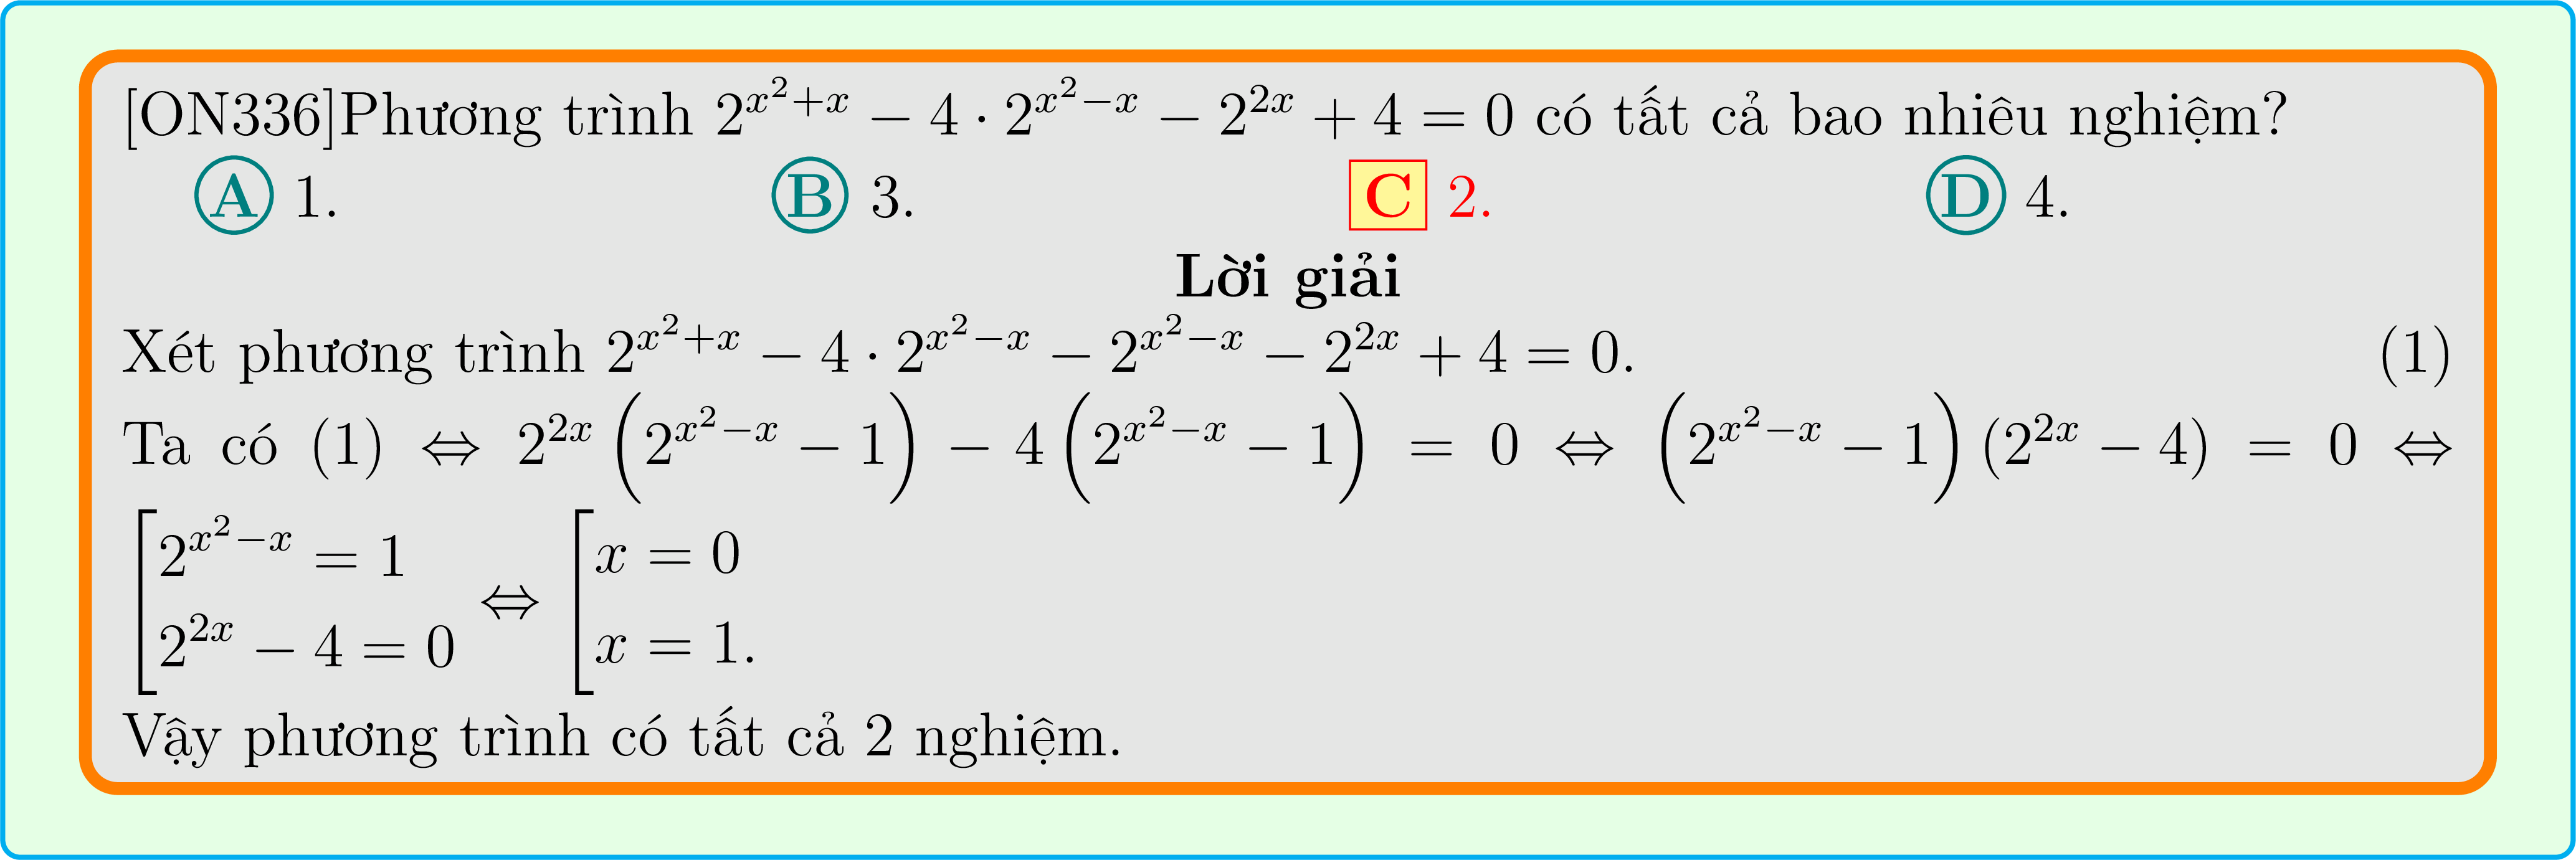 [ON336]Phương trình $2^{x^2+x} - 4 \cdot 2^{x^2-x} - 2^{2x} + 4 = 0$ có tất cả bao nhiêu nghiệm?
A 1. B 3. C 2. D 4.
Lời giải
Xét phương trình $2^{x^2+x} - 4 \cdot 2^{x^2-x} - 2^{x^2-x} - 2^{2x} + 4 = 0$. (1)
Ta có (1) $\Leftrightarrow 2^{2x} \left(2^{x^2-x} - 1\right) - 4 \left(2^{x^2-x} - 1\right) = 0 \Leftrightarrow \left(2^{x^2-x} - 1\right) (2^{2x} - 4) = 0 \Leftrightarrow$
$\left[\begin{array}{l} 2^{x^2-x} = 1 \\ 2^{2x} - 4 = 0 \end{array}\right. \Leftrightarrow \left[\begin{array}{l} x = 0 \\ x = 1. \end{array}\right.$
Vậy phương trình có tất cả 2 nghiệm.